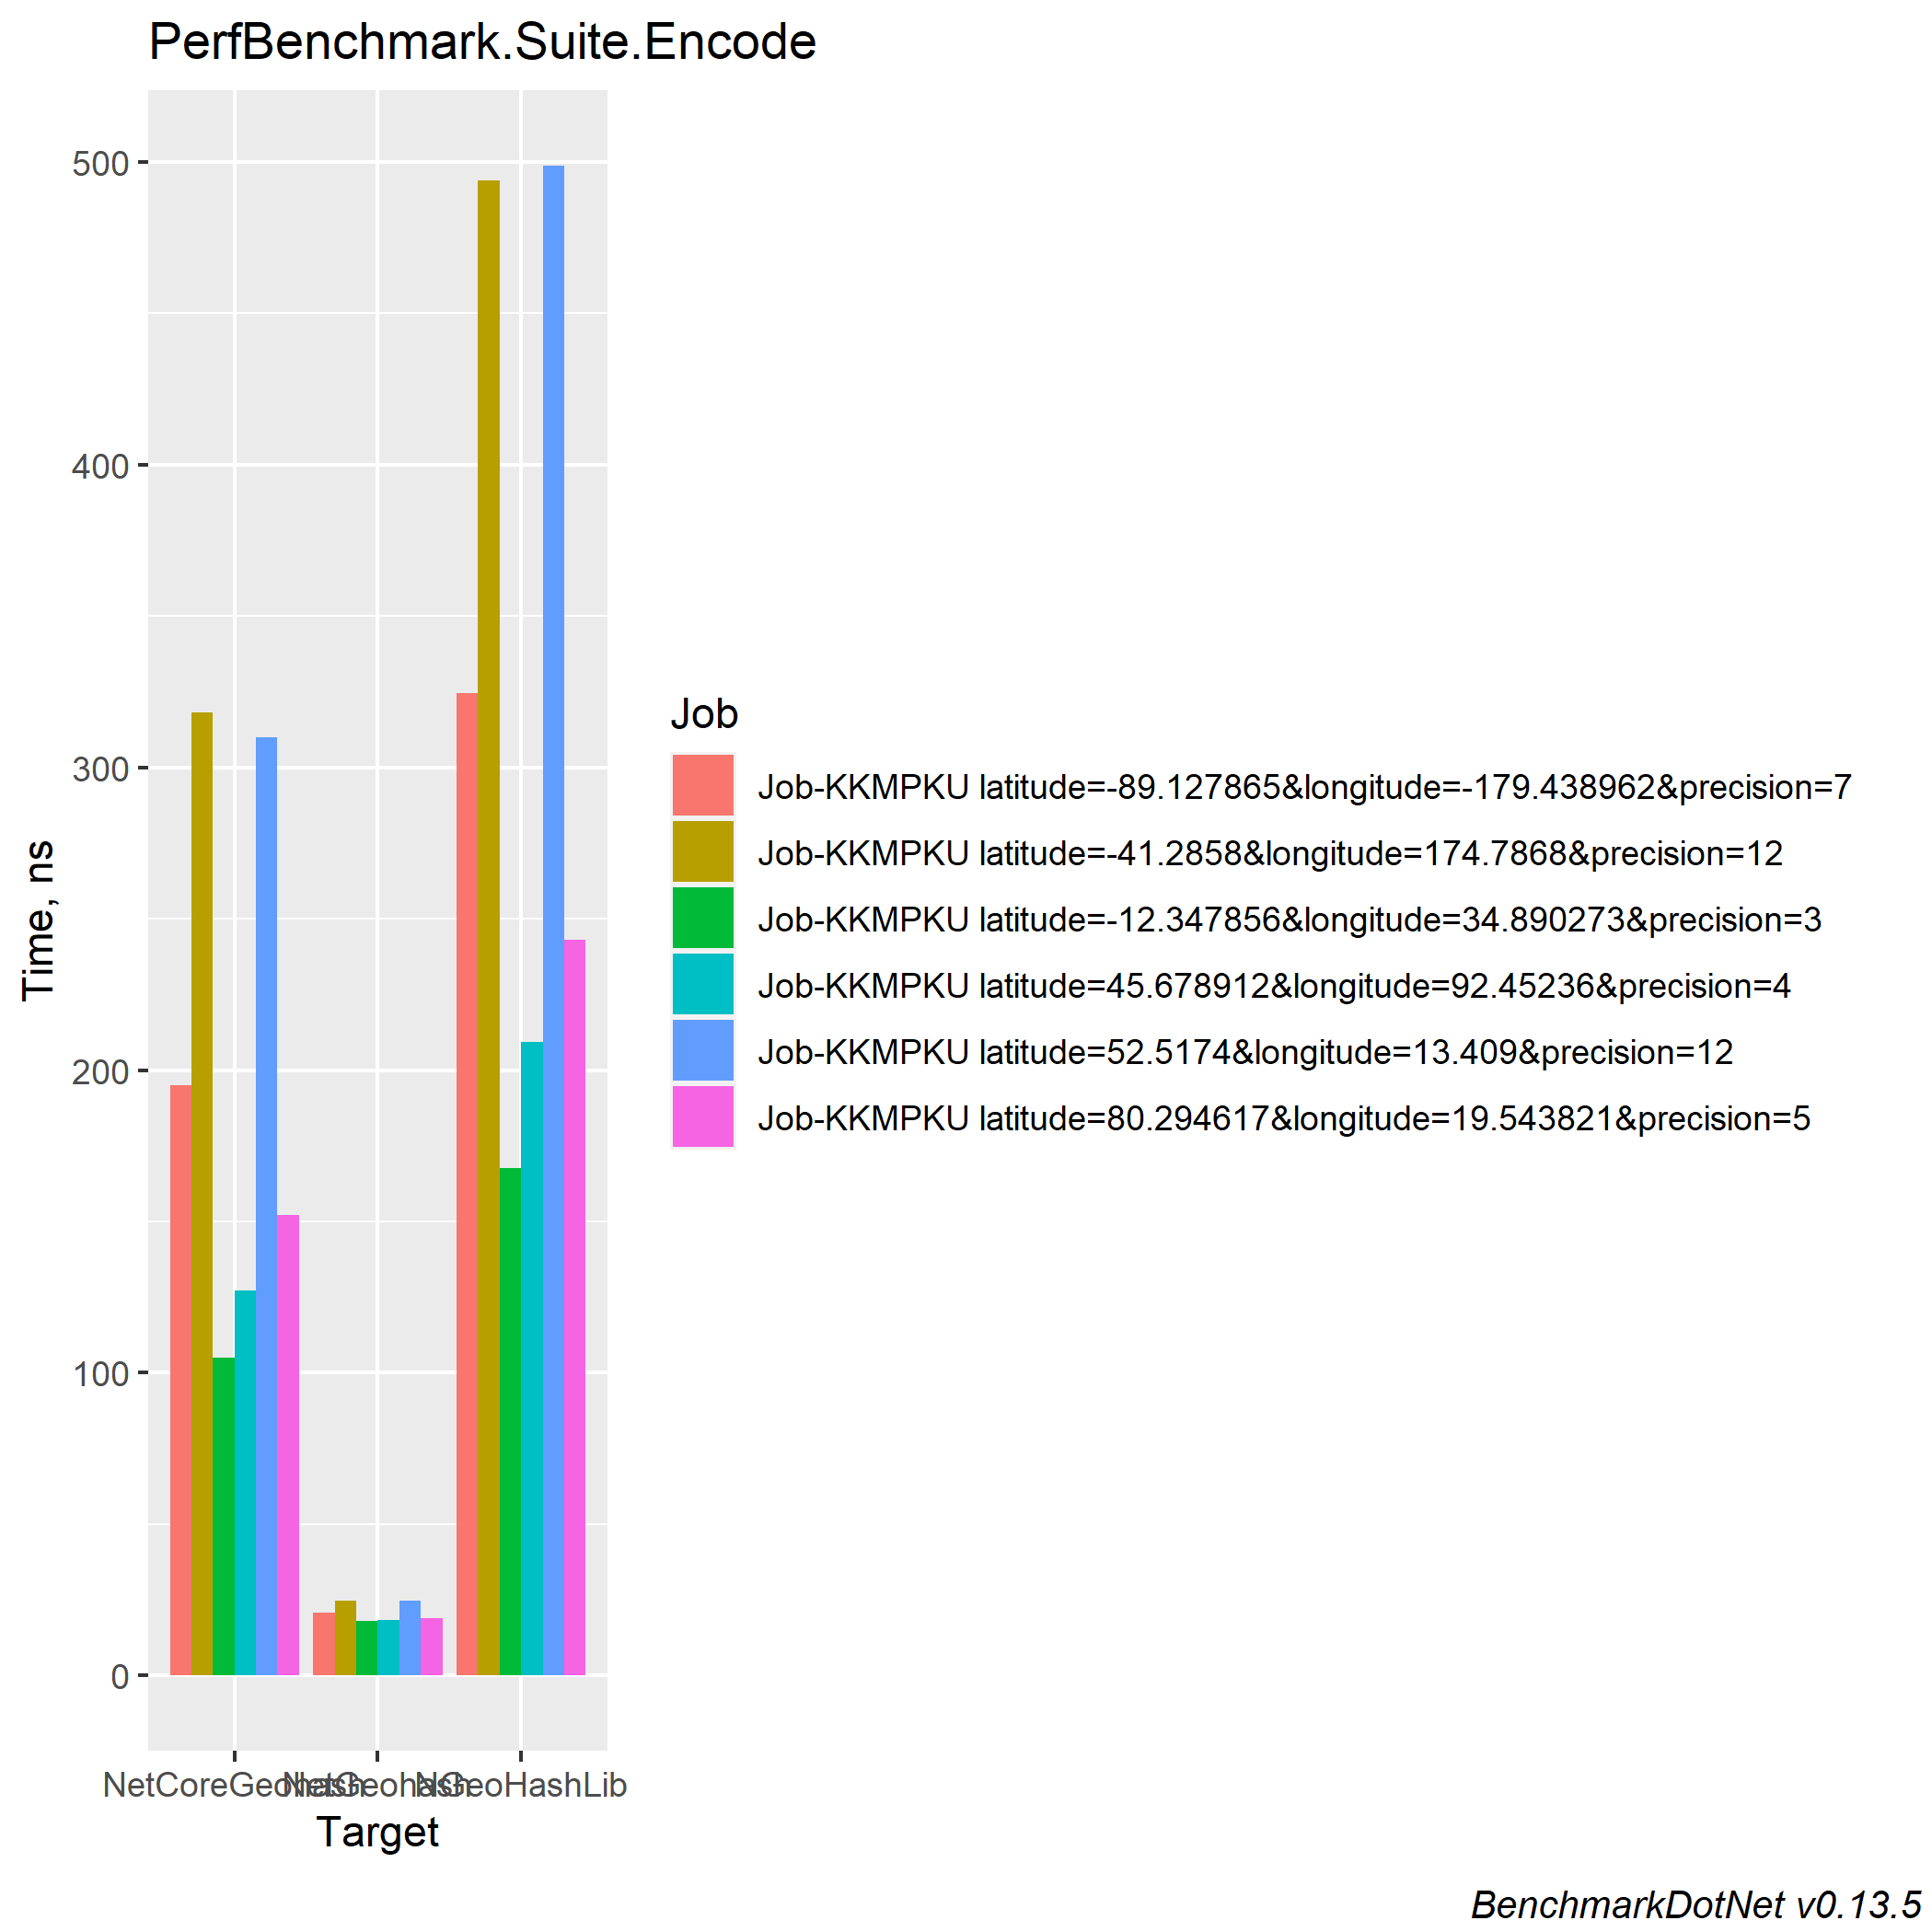 PerfBenchmark.Suite.Encode
500
400
300
200
100
0
Time, ns
NetCoreGeohash NetGeohash NGeoHashLib
Target
Job
Job-KKMPKU latitude=-89.127865&longitude=-179.438962&precision=7
Job-KKMPKU latitude=-41.2858&longitude=174.7868&precision=12
Job-KKMPKU latitude=-12.347856&longitude=34.890273&precision=3
Job-KKMPKU latitude=45.678912&longitude=92.45236&precision=4
Job-KKMPKU latitude=52.5174&longitude=13.409&precision=12
Job-KKMPKU latitude=80.294617&longitude=19.543821&precision=5
BenchmarkDotNet v0.13.5